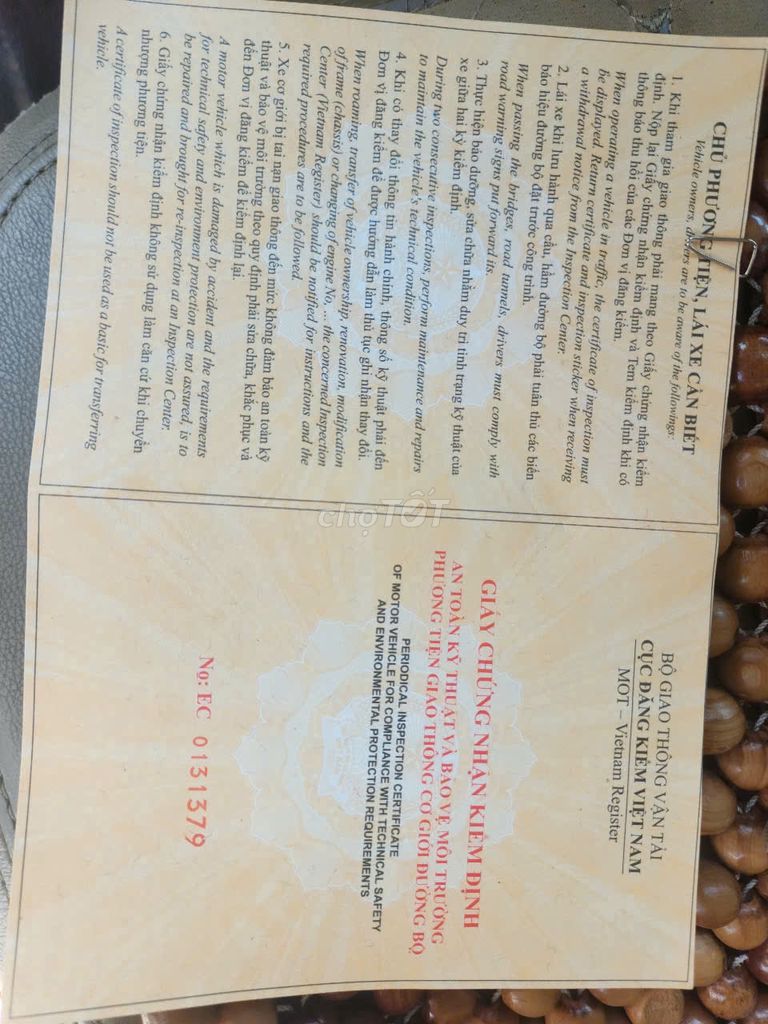 CHỦ PHƯƠNG TIỆN, LÁI XE CẦN BIẾT
Vehicle owners, drivers are to be aware of the followings:
1. Khi tham gia giao thông phải mang theo Giấy chứng nhận kiểm
định. Nộp lại Giấy chứng nhận kiểm định và Tem kiểm định khi có
thông báo thu hồi của các Đơn vị đăng kiểm.
When operating a vehicle in traffic, the certificate of inspection must
be displayed. Return certificate and inspection sticker when receiving
a withdrawal notice from the Inspection Center.
2. Lái xe khi lưu hành qua cầu, hầm đường bộ phải tuân thủ các biển
báo hiệu đường bộ đặt trước công trình.
When passing the bridges, road tunnels, drivers must comply with
road warning signs put forward its.
3. Thực hiện bảo dưỡng, sửa chữa nhằm duy trì tình trạng kỹ thuật của
xe giữa hai kỳ kiểm định.
During two consecutive inspections, perform maintenance and repairs
to maintain the vehicle's technical condition.
4. Khi có thay đổi thông tin hành chính, thông số kỹ thuật phải đến
Đơn vị đăng kiểm để được hướng dẫn làm thủ tục ghi nhận thay đổi.
When roaming, transfer of vehicle ownership, renovation, modification
of frame (chassis) or changing of engine No, ... the concerned Inspection
Center (Vietnam Register) should be notified for instructions and the
required procedures are to be followed.
5. Xe cơ giới bị tai nạn giao thông đến mức không đảm bảo an toàn kỹ
thuật và bảo vệ môi trường theo quy định phải sửa chữa, khắc phục và
đến Đơn vị đăng kiểm để kiểm định lại.
A motor vehicle which is damaged by accident and the requirements
for technical safety and environment protection are not assured, is to
be repaired and brought for re-inspection at an Inspection Center.
6. Giấy chứng nhận kiểm định không sử dụng làm căn cứ khi chuyển
nhượng phương tiện.
A certificate of inspection should not be used as a basic for transferring
vehicle.
BỘ GIAO THÔNG VẬN TẢI
CỤC ĐĂNG KIỂM VIỆT NAM
MOT – Vietnam Register
GIẤY CHỨNG NHẬN KIỂM ĐỊNH
AN TOÀN KỸ THUẬT VÀ BẢO VỆ MÔI TRƯỜNG
PHƯƠNG TIỆN GIAO THÔNG CƠ GIỚI ĐƯỜNG BỘ
PERIODICAL INSPECTION CERTIFICATE
OF MOTOR VEHICLE FOR COMPLIANCE WITH TECHNICAL SAFETY
AND ENVIRONMENTAL PROTECTION REQUIREMENTS
No: EC 0131379
chợTỐT